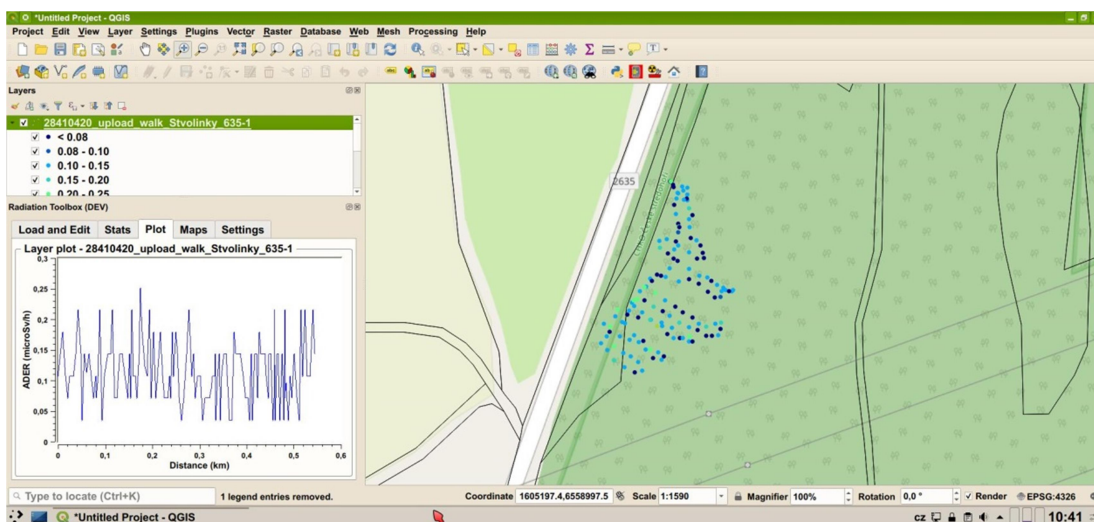 *Untitled Project - QGIS
Project Edit View Layer Settings Plugins Vector Raster Database Web Mesh Processing Help
Layers
28410420_upload_walk_Stvolinky_635-1
< 0.08
0.08 - 0.10
0.10 - 0.15
0.15 - 0.20
0.20 - 0.25
Radiation Toolbox (DEV)
Load and Edit Stats Plot Maps Settings
Layer plot - 28410420_upload_walk_Stvolinky_635-1
0,3
0,25
0,2
0,15
0,1
0,05
0
ADER (microSv/h)
0 0,1 0,2 0,3 0,4 0,5 0,6
Distance (km)
2635
Type to locate (Ctrl+K) 1 legend entries removed. Coordinate 1605197.4,6558997.5 Scale 1:1590 Magnifier 100% Rotation 0,0 ° Render EPSG:4326
*Untitled Project - QGIS cz 10:41